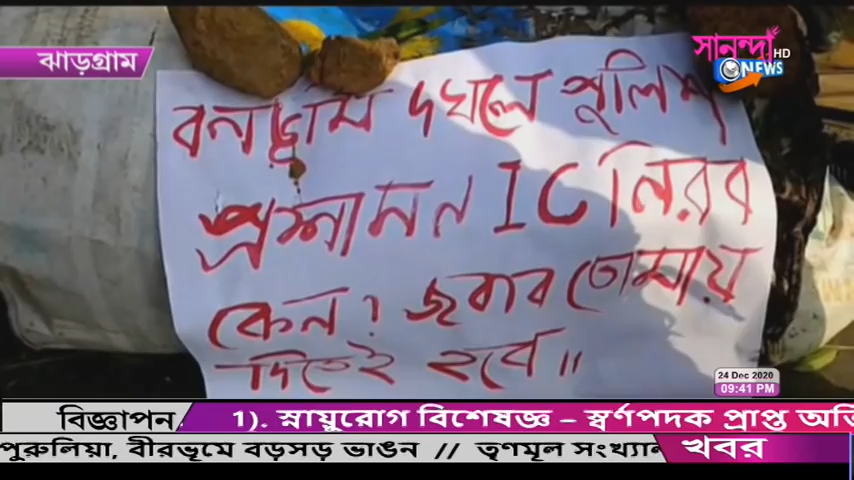 সানন্দা HD
NEWS
ঝাড়গ্রাম
বনভূমি দখলে পুলিশ
প্রশাসন IC নিরব
কেন? জবাব তোমায়
দিতেই হবে॥
24 Dec 2020
09:41 PM
বিজ্ঞাপন
1). স্নায়ুরোগ বিশেষজ্ঞ – স্বর্ণপদক প্রাপ্ত অতি
পুরুলিয়া, বীরভূমে বড়সড় ভাঙন // তৃণমূল সংখ্যাল
খবর